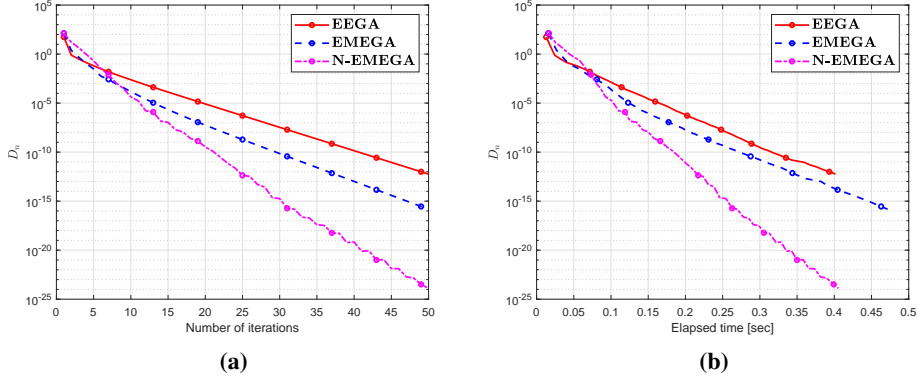 10^5
10^0
10^-5
10^-10
10^-15
10^-20
10^-25
D_n
0 5 10 15 20 25 30 35 40 45 50
Number of iterations
EEGA
EMEGA
N-EMEGA
(a)
10^5
10^0
10^-5
10^-10
10^-15
10^-20
10^-25
D_n
0 0.05 0.1 0.15 0.2 0.25 0.3 0.35 0.4 0.45 0.5
Elapsed time [sec]
EEGA
EMEGA
N-EMEGA
(b)